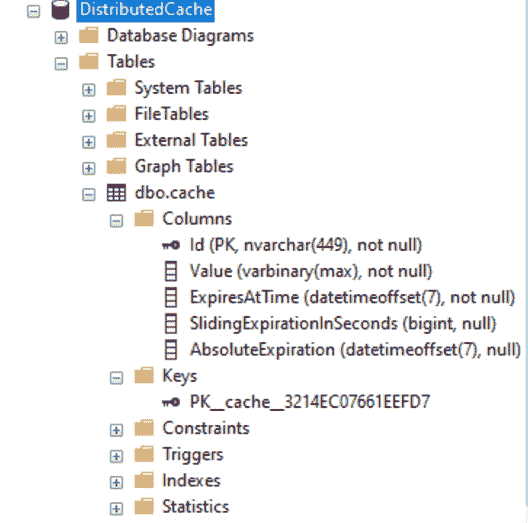 DistributedCache
Database Diagrams
Tables
System Tables
FileTables
External Tables
Graph Tables
dbo.cache
Columns
Id (PK, nvarchar(449), not null)
Value (varbinary(max), not null)
ExpiresAtTime (datetimeoffset(7), not null)
SlidingExpirationInSeconds (bigint, null)
AbsoluteExpiration (datetimeoffset(7), null)
Keys
PK__cache__3214EC07661EEFD7
Constraints
Triggers
Indexes
Statistics